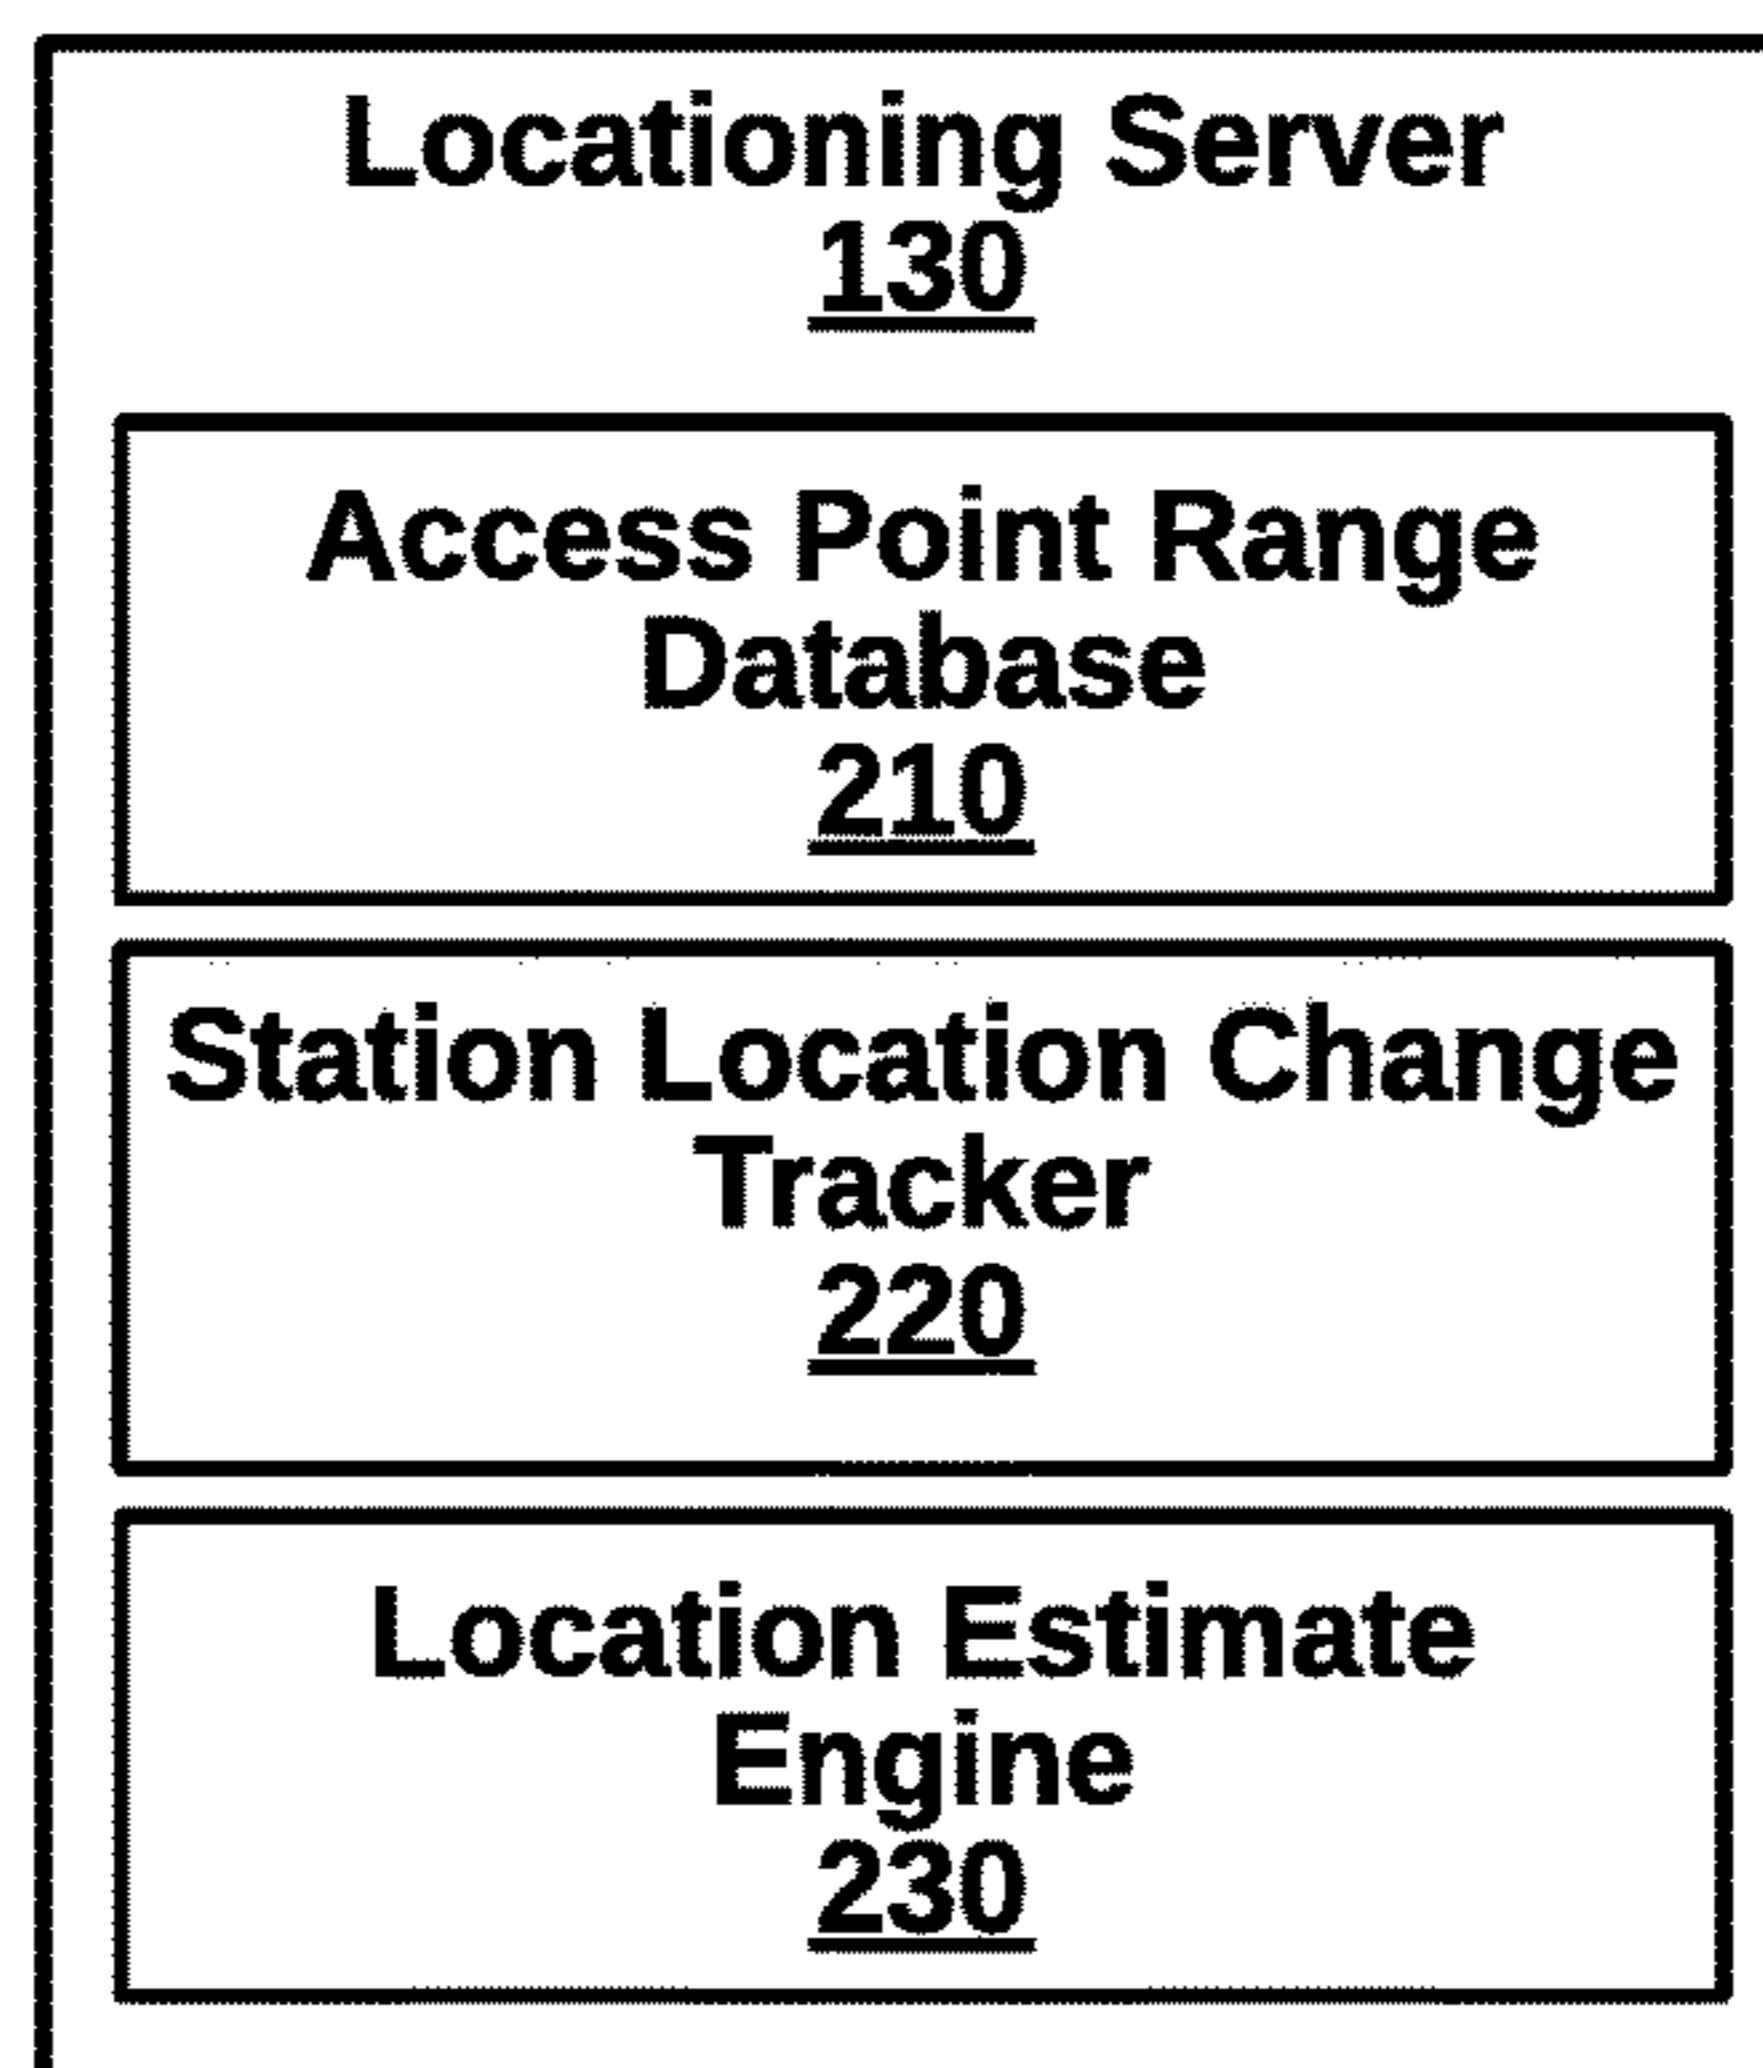 Locationing Server
130
Access Point Range
Database
210
Station Location Change
Tracker
220
Location Estimate
Engine
230